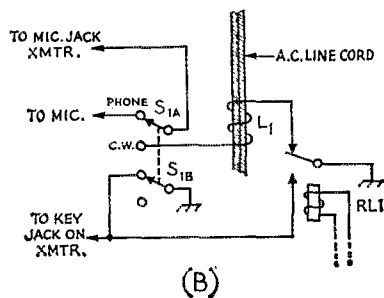 TO MIC. JACK
XMTR.
A.C. LINE CORD
PHONE
S1A
TO MIC.
L1
C.W.
S1B
RL1
TO KEY
JACK ON
XMTR.
(B)